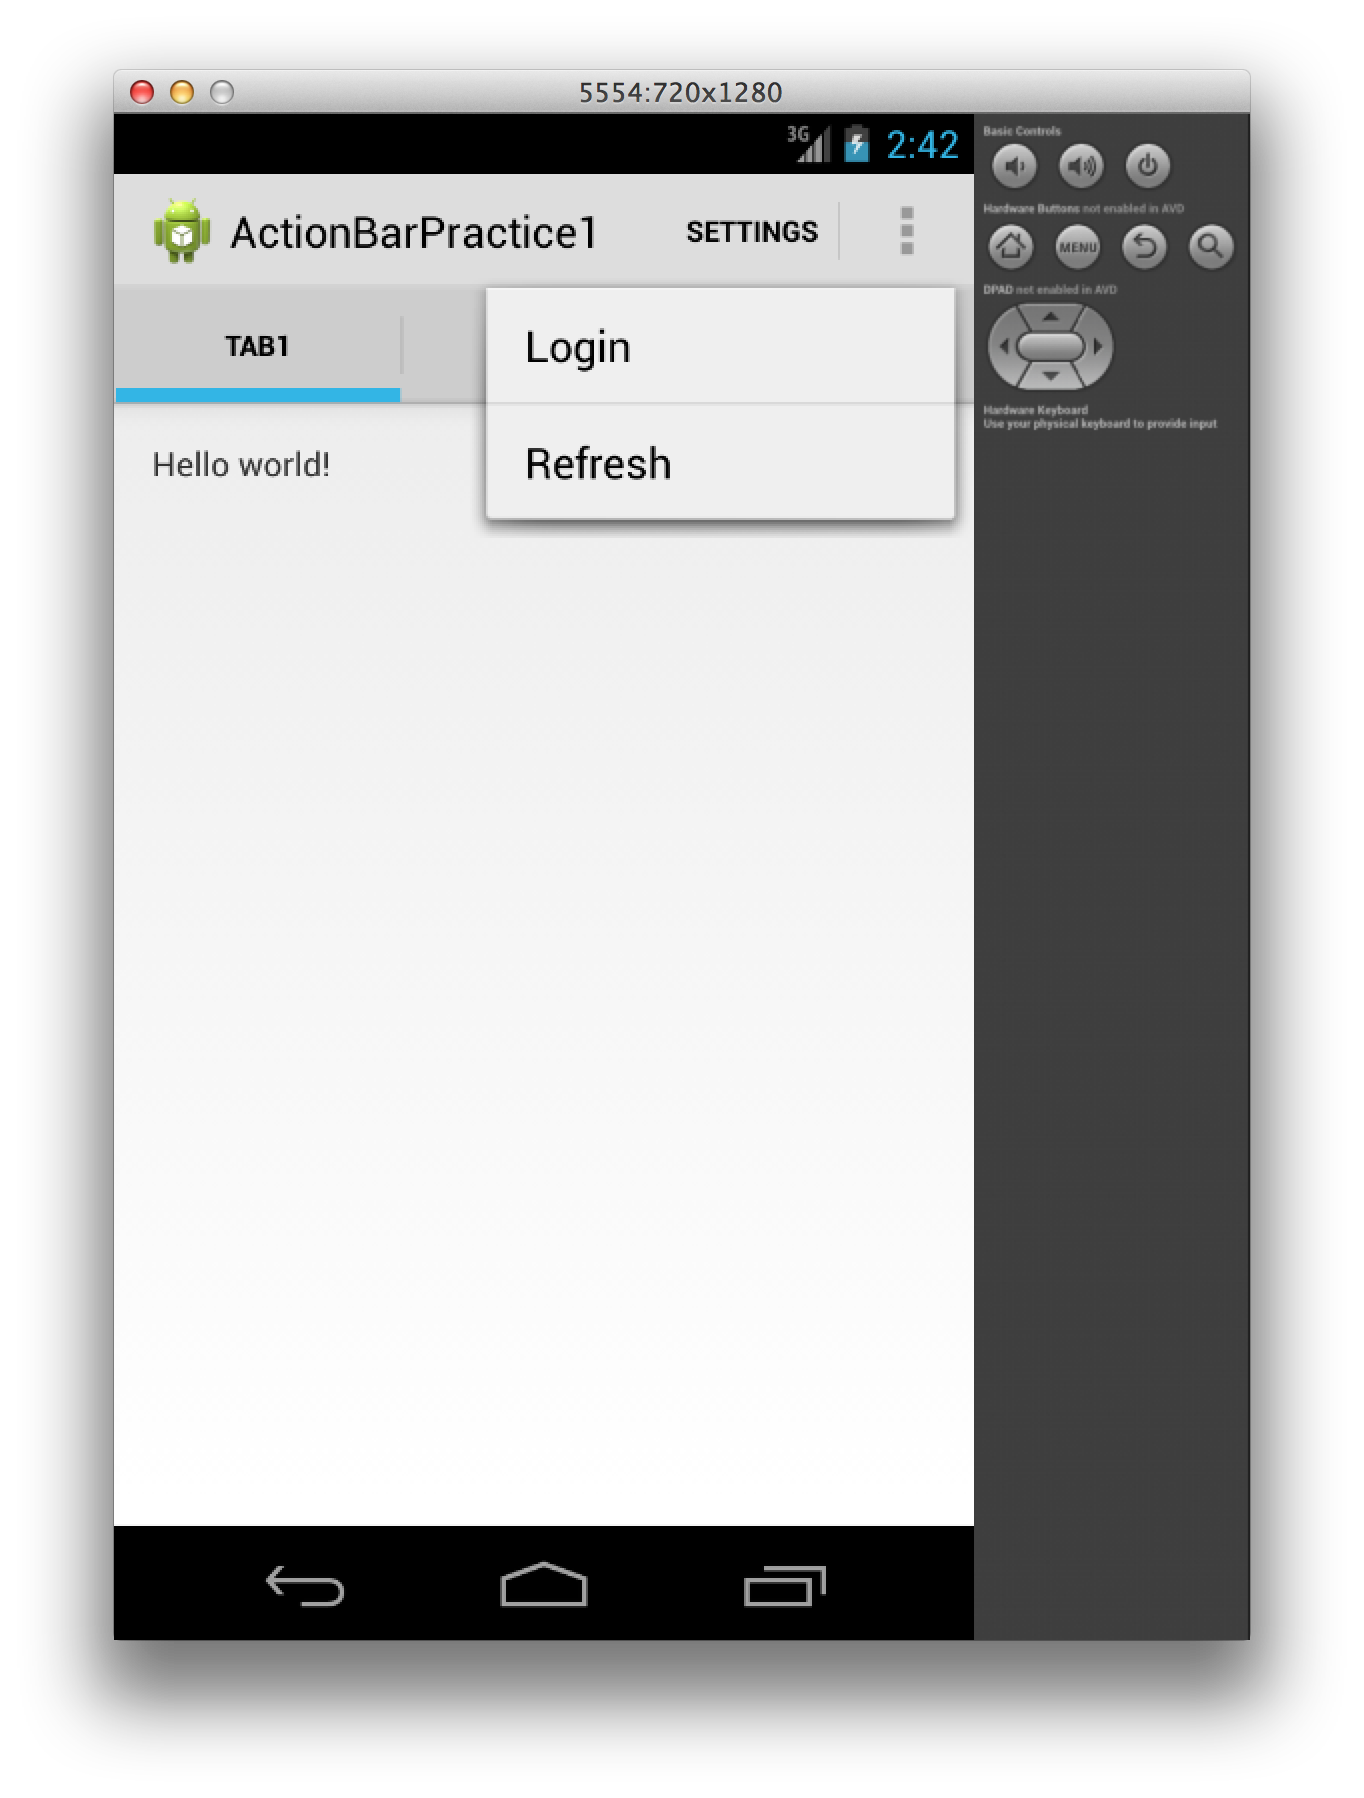 5554:720x1280
3G 2:42
ActionBarPractice1 SETTINGS
TAB1
Login
Refresh
Hello world!
Basic Controls
Hardware Buttons not enabled in AVD
MENU
DPAD not enabled in AVD
Hardware Keyboard
Use your physical keyboard to provide input